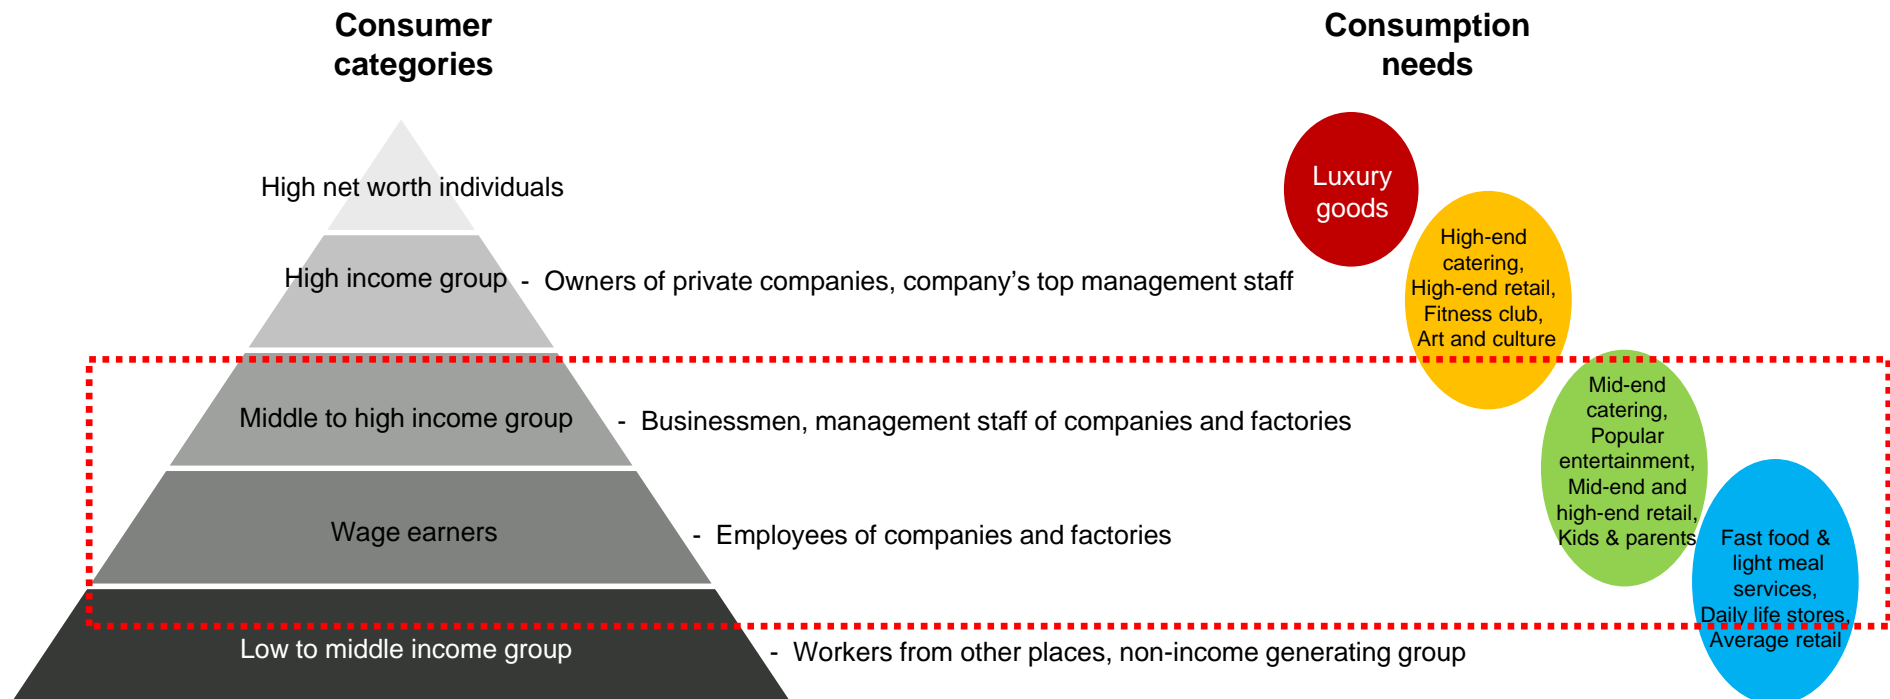 Consumer
categories
Consumption
needs
High net worth individuals
Luxury
goods
High income group
- Owners of private companies, company’s top management staff
High-end
catering,
High-end retail,
Fitness club,
Art and culture
Middle to high income group
- Businessmen, management staff of companies and factories
Mid-end
catering,
Popular
entertainment,
Mid-end and
high-end retail,
Kids & parents
Wage earners
- Employees of companies and factories
Fast food &
light meal
services,
Daily life stores,
Average retail
Low to middle income group
- Workers from other places, non-income generating group